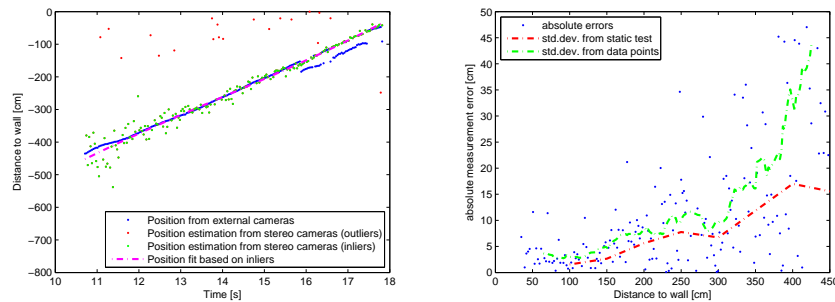 0
−100
−200
−300
−400
−500
−600
−700
−800
Distance to wall [cm]
Position from external cameras
Position estimation from stereo cameras (outliers)
Position estimation from stereo cameras (inliers)
Position fit based on inliers
10 11 12 13 14 15 16 17 18
Time [s]
50
45
40
35
30
25
20
15
10
5
0
absolute measurement error [cm]
absolute errors
std.dev. from static test
std.dev. from data points
0 50 100 150 200 250 300 350 400 450
Distance to wall [cm]